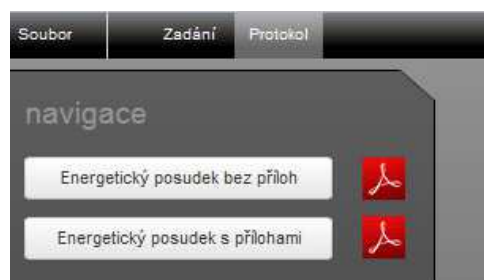 Soubor Zadání Protokol
navigace
Energetický posudek bez příloh
Energetický posudek s přílohami